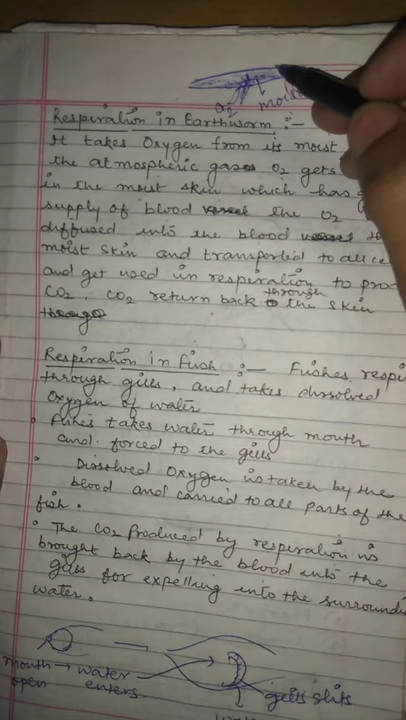 O2 mois
Respiration in Earthworm :-
It takes Oxygen from its moist
the atmospheric gases O2 gets
in the moist skin which has
supply of blood the O2
diffused into the blood
moist skin and transported to all ce
and get used in respiration to pro
CO2. CO2 return back through the skin
Respiration in Fish :- Fishes respi
through gills, and takes dissolved
Oxygen of water
• Fishes takes water through mouth
and forced to the gills
• Dissolved Oxygen is taken by the
blood and carried to all parts of the
fish.
• The CO2 Produced by respiration is
brought back by the blood into the
gills for expelling into the surroundi
water.
mouth → water
open enters.
gills slits